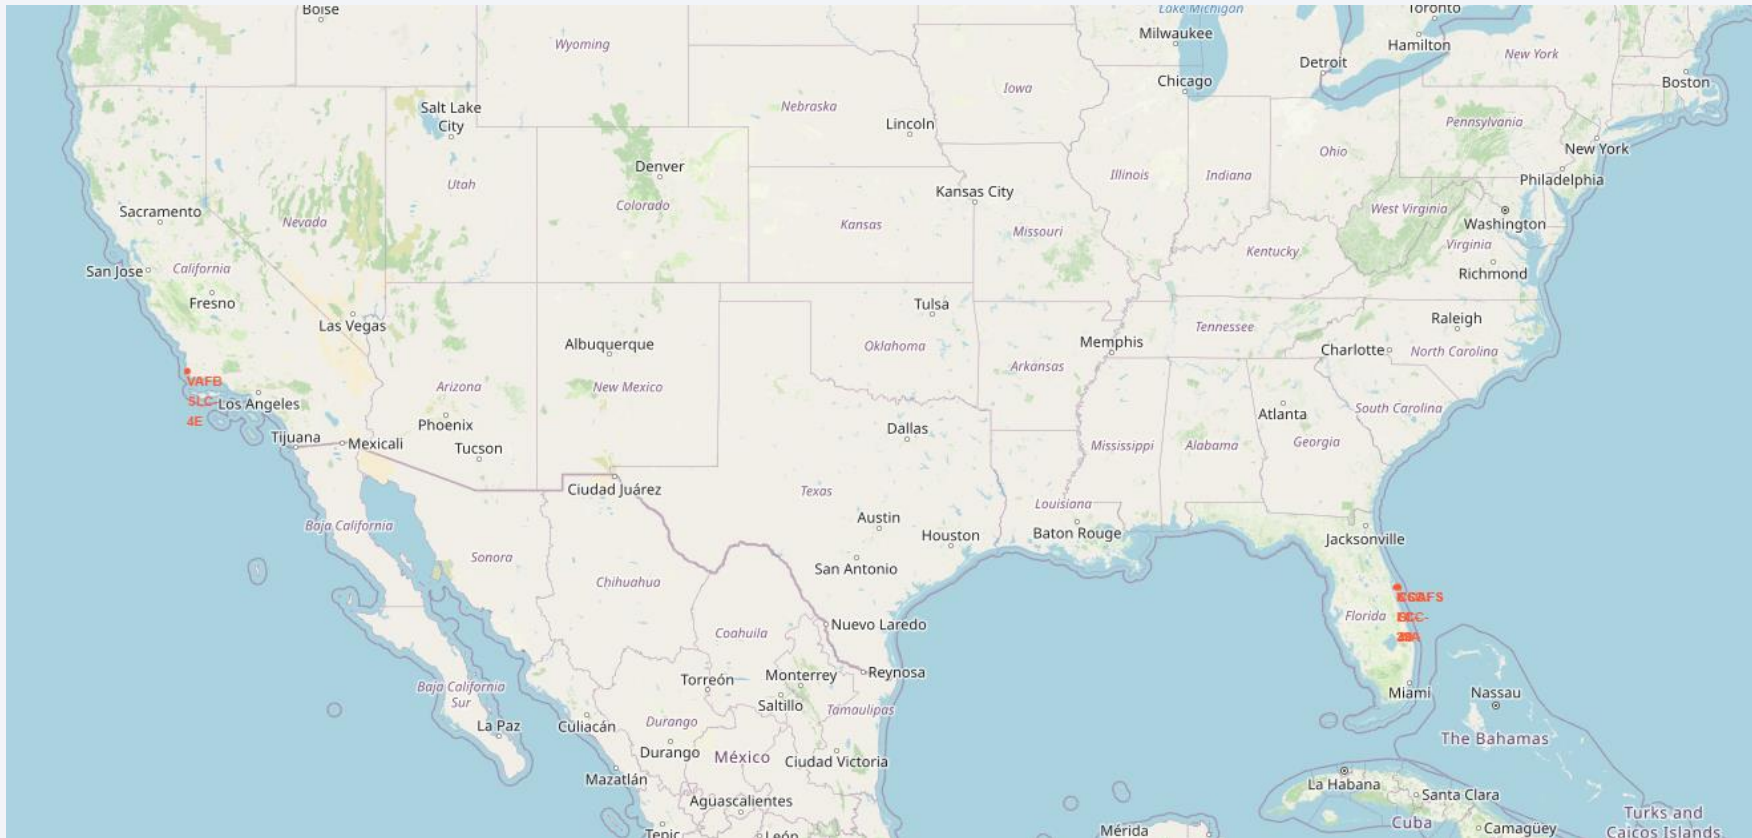 Boise
Lake Michigan
Toronto
Milwaukee
Hamilton
Wyoming
New York
Detroit
Chicago
Boston
Iowa
Salt Lake
City
Nebraska
Lincoln
Pennsylvania
New York
Ohio
Denver
Utah
Illinois
Indiana
Philadelphia
Kansas City
Colorado
Sacramento
Nevada
Kansas
Missouri
West Virginia
Washington
Virginia
Kentucky
San Jose
California
Richmond
Fresno
Tulsa
Las Vegas
Raleigh
Tennessee
Albuquerque
Oklahoma
Memphis
Charlotte
North Carolina
Arkansas
VAFB
SLC-
4E
Los Angeles
Arizona
New Mexico
Atlanta
South Carolina
Phoenix
Dallas
Tijuana
Mexicali
Tucson
Mississippi
Alabama
Georgia
Ciudad Juárez
Texas
Louisiana
Baja California
Austin
Houston
Baton Rouge
Jacksonville
Sonora
San Antonio
Chihuahua
Florida
Coahuila
Nuevo Laredo
Reynosa
Torreón
Monterrey
Baja California
Sur
Miami
Nassau
Saltillo
Tamaulipas
La Paz
Culiacán
Durango
Durango
México
Ciudad Victoria
The Bahamas
Mazatlán
La Habana
Santa Clara
Aguascalientes
Turks and
Caicos Islands
Cuba
Camagüey
Mérida
Tepic
León